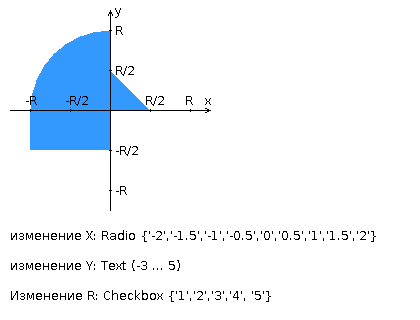 y
R
R/2
-R -R/2 R/2 R x
-R/2
-R
изменение X: Radio {'-2','-1.5','-1','-0.5','0','0.5','1','1.5','2'}
изменение Y: Text (-3 ... 5)
Изменение R: Checkbox {'1','2','3','4', '5'}